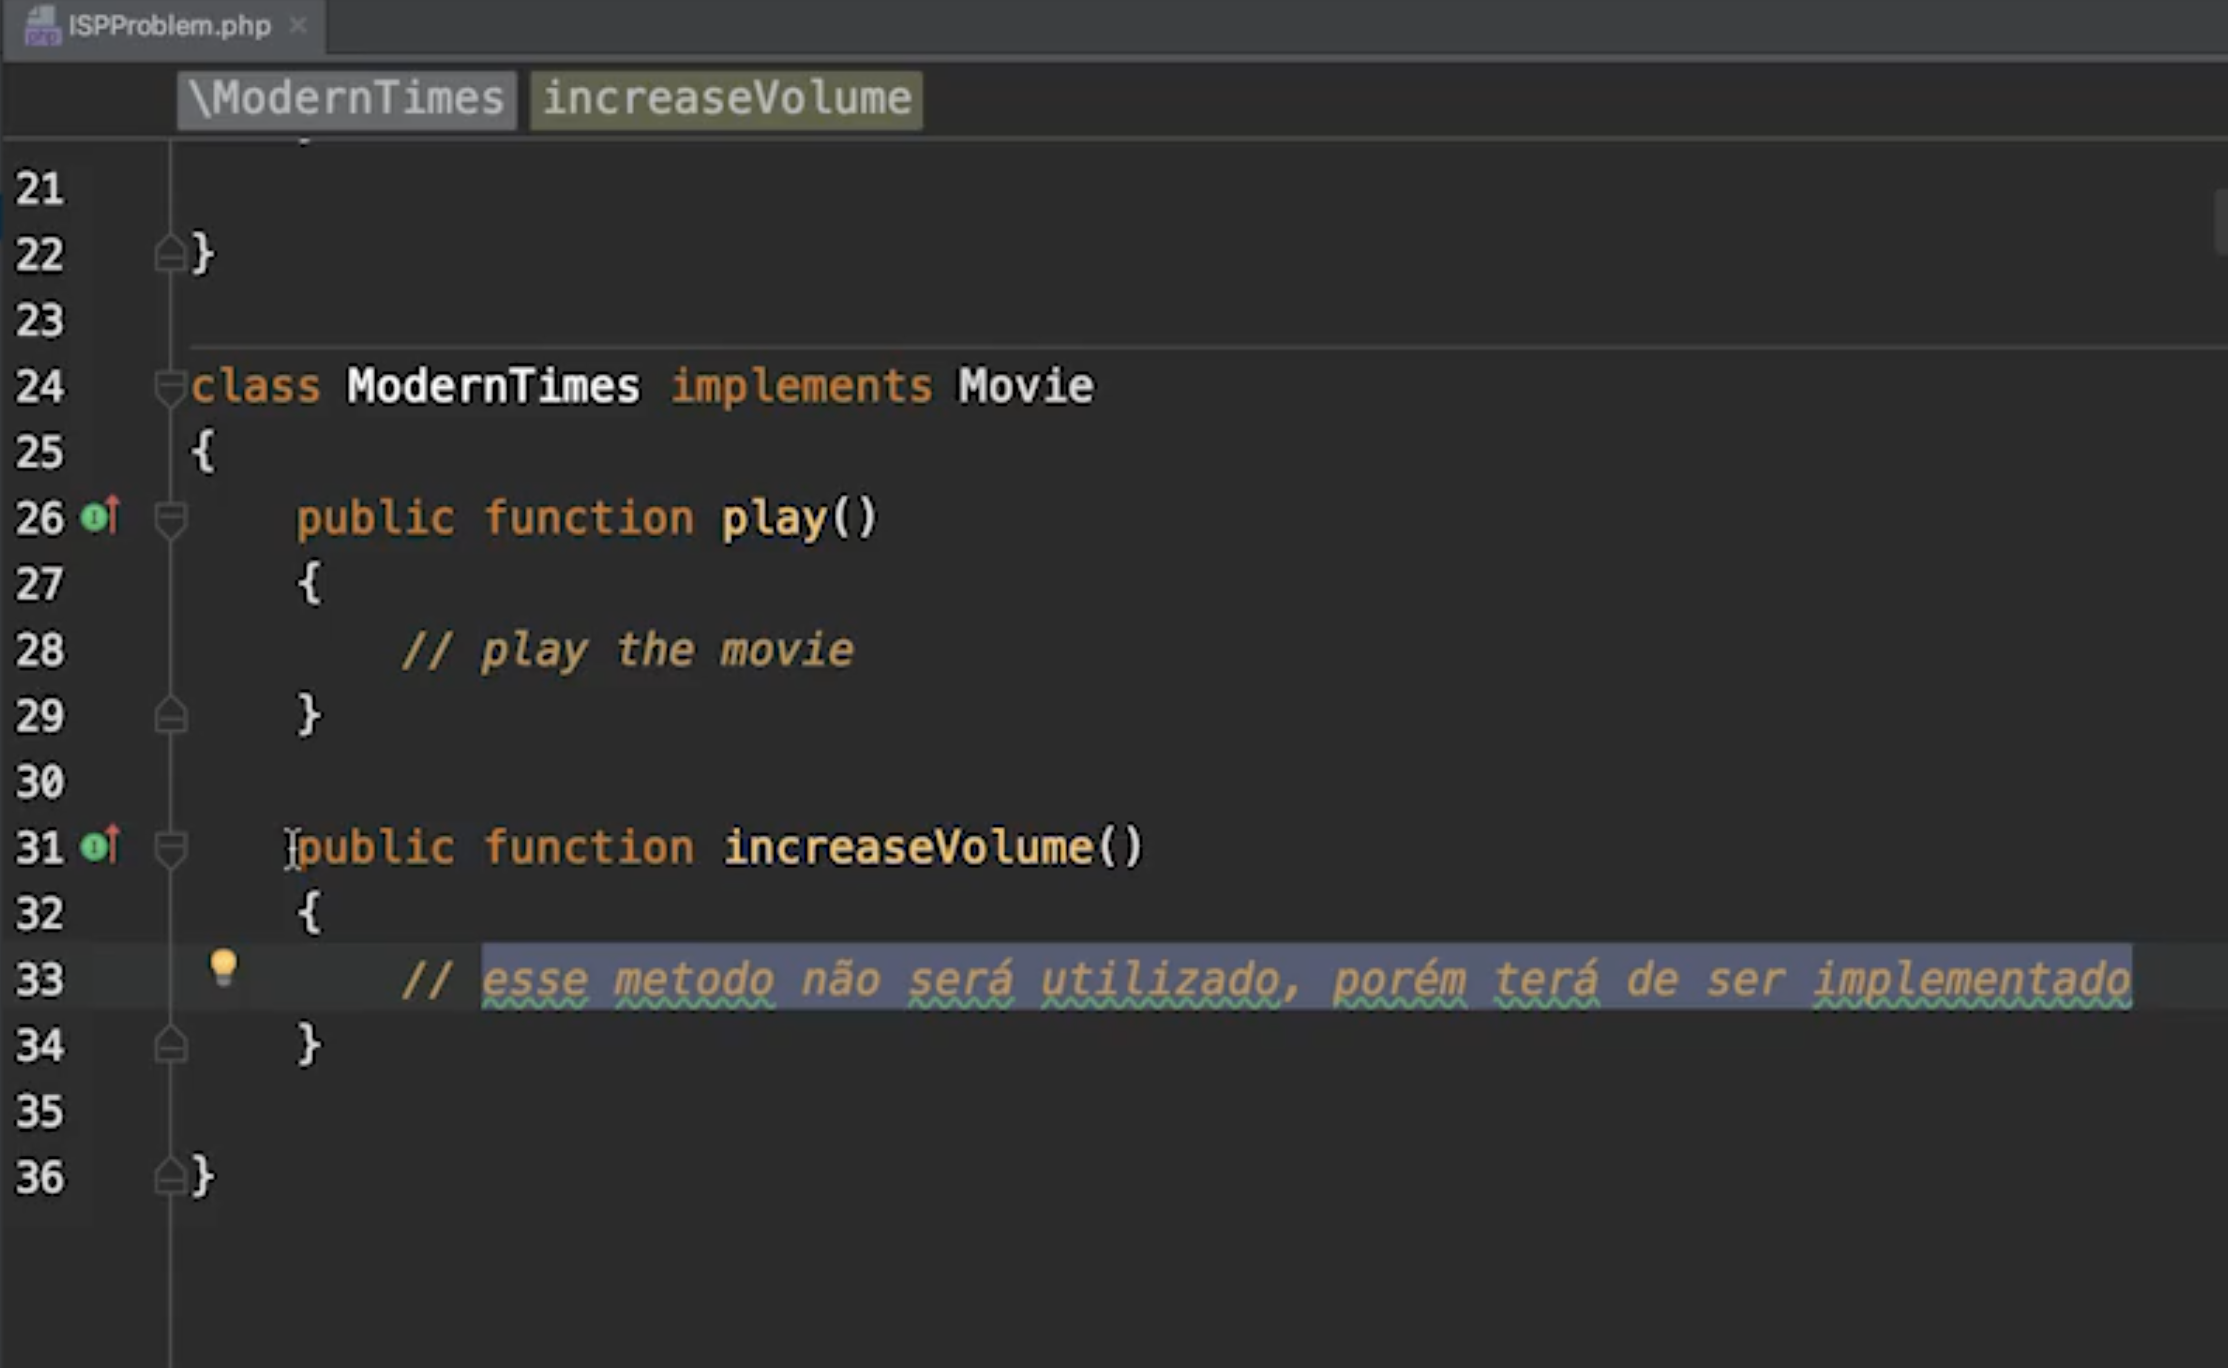 ISPProblem.php
\ModernTimes increaseVolume
21
22 }
23
24 class ModernTimes implements Movie
25 {
26 public function play()
27 {
28 // play the movie
29 }
30
31 public function increaseVolume()
32 {
33 // esse metodo não será utilizado, porém terá de ser implementado
34 }
35
36 }